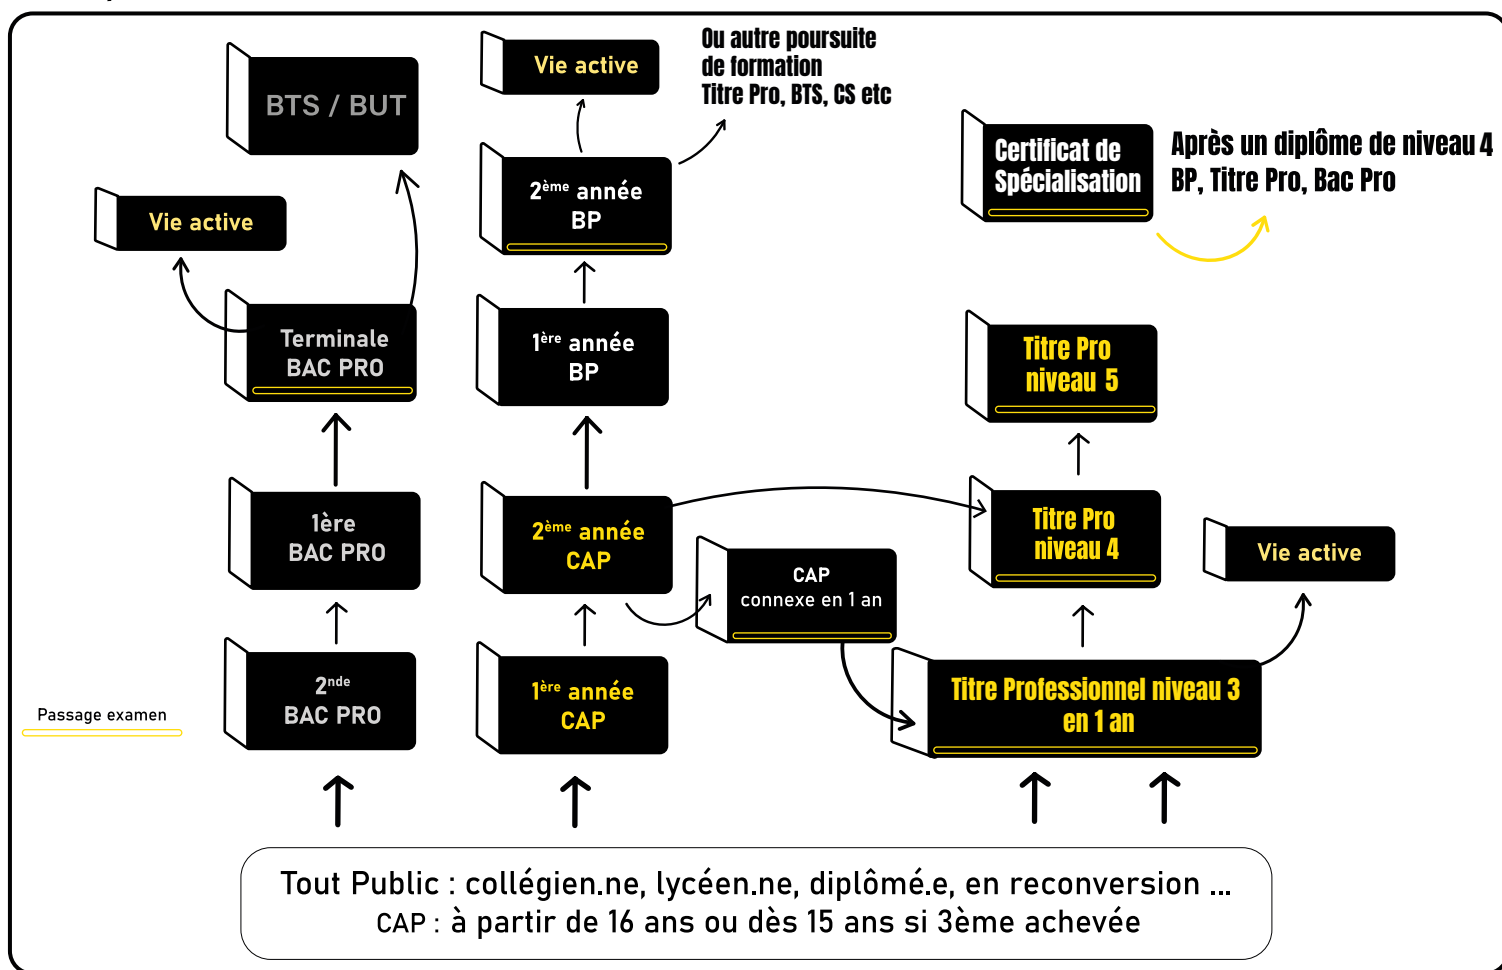 BTS / BUT
Vie active
Terminale
BAC PRO
1ère
BAC PRO
2nde
BAC PRO
Passage examen
Vie active
Ou autre poursuite
de formation
Titre Pro, BTS, CS etc
2ème année
BP
1ère année
BP
2ème année
CAP
1ère année
CAP
CAP
connexe en 1 an
Certificat de
Spécialisation
Après un diplôme de niveau 4
BP, Titre Pro, Bac Pro
Titre Pro
niveau 5
Titre Pro
niveau 4
Vie active
Titre Professionnel niveau 3
en 1 an
Tout Public : collégien.ne, lycéen.ne, diplômé.e, en reconversion ...
CAP : à partir de 16 ans ou dès 15 ans si 3ème achevée